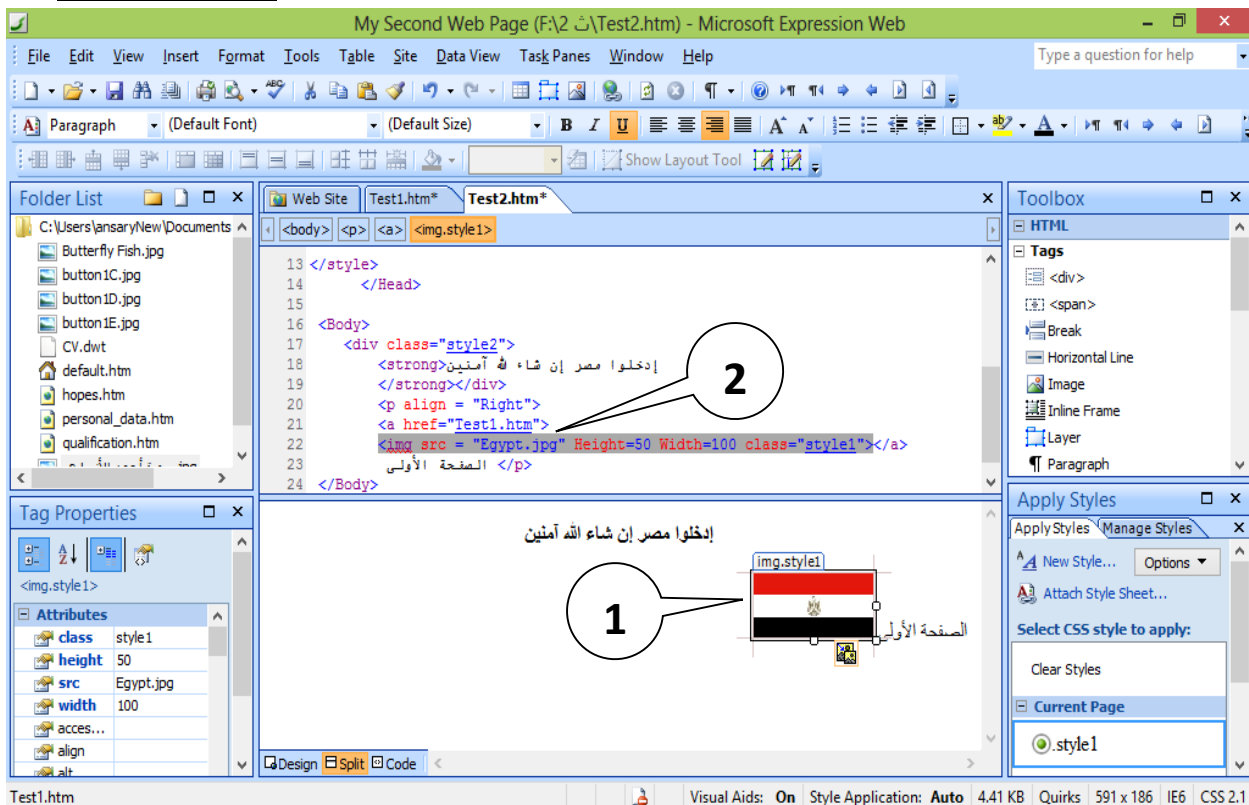 My Second Web Page (F:\2 ث\Test2.htm) - Microsoft Expression Web
File Edit View Insert Format Tools Table Site Data View Task Panes Window Help
Type a question for help
Paragraph (Default Font) (Default Size) B I U
Show Layout Tool
Folder List
C:\Users\ansaryNew\Documents
Butterfly Fish.jpg
button1C.jpg
button1D.jpg
button1E.jpg
CV.dwt
default.htm
hopes.htm
personal_data.htm
qualification.htm
Web Site Test1.htm* Test2.htm*
<body> <p> <a> <img.style1>
13 </style>
14 </Head>
15
16 <Body>
17 <div class="style2">
18 <strong>إدخلوا مصر إن شاء لله آمنين
19 </strong></div>
20 <p align = "Right">
21 <a href="Test1.htm">
22 <img src = "Egypt.jpg" Height=50 Width=100 class="style1"></a>
23 الصفحة الأولى </p>
24 </Body>
2
إدخلوا مصر إن شاء الله آمنين
img.style1
1
الصفحة الأولى
Design Split Code
Toolbox
HTML
Tags
<div>
<span>
Break
Horizontal Line
Image
Inline Frame
Layer
Paragraph
Tag Properties
<img.style1>
Attributes
class style1
height 50
src Egypt.jpg
width 100
acces...
align
alt
Apply Styles
Apply Styles Manage Styles
New Style... Options
Attach Style Sheet...
Select CSS style to apply:
Clear Styles
Current Page
.style1
Test1.htm
Visual Aids: On Style Application: Auto 4.41 KB Quirks 591 x 186 IE6 CSS 2.1